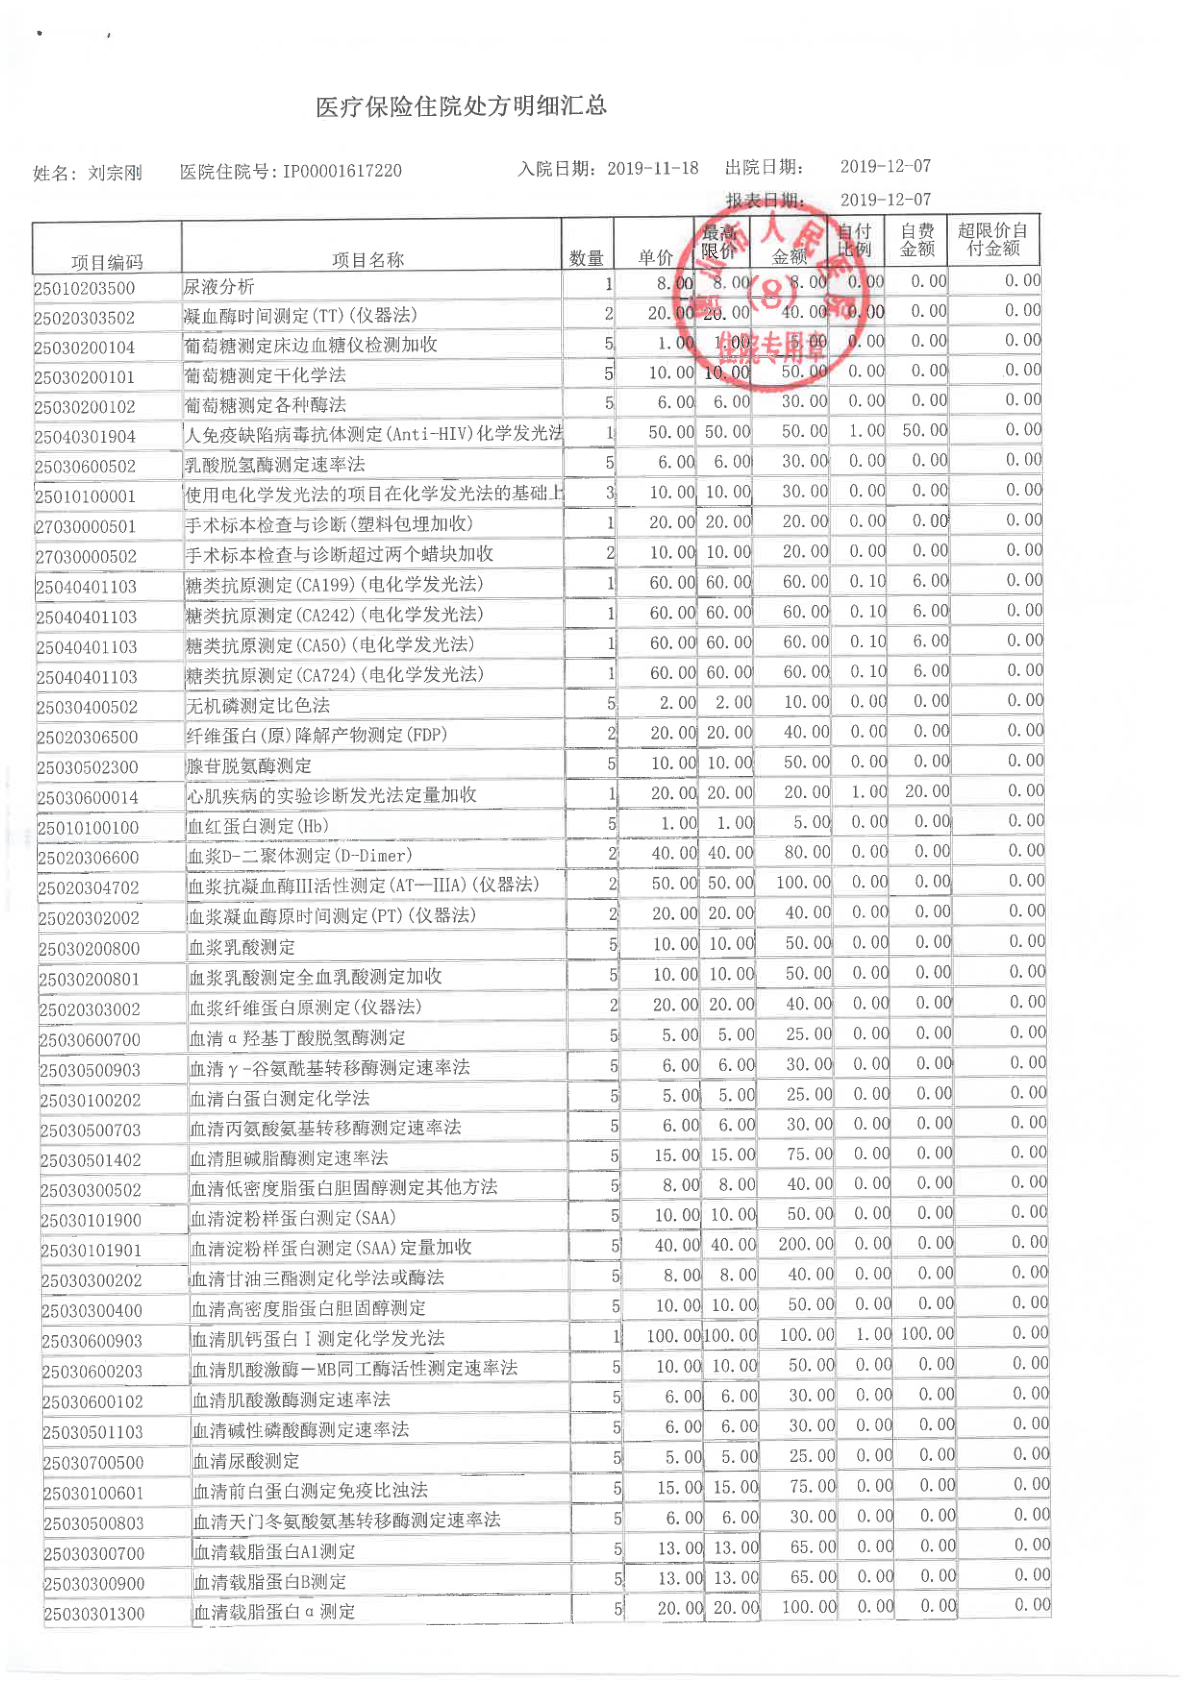 医疗保险住院处方明细汇总
姓名: 刘宗刚 医院住院号: IP00001617220 入院日期: 2019-11-18 出院日期: 2019-12-07
报表日期: 2019-12-07
项目编码 项目名称 数量 单价 最高限价 金额 自付比例 自费金额 超限价自付金额
25010203500 尿液分析 1 8.00 8.00 8.00 0.00 0.00 0.00
25020303502 凝血酶时间测定(TT)(仪器法) 2 20.00 20.00 40.00 0.00 0.00 0.00
25030200104 葡萄糖测定床边血糖仪检测加收 5 1.00 1.00 5.00 0.00 0.00 0.00
25030200101 葡萄糖测定干化学法 5 10.00 10.00 50.00 0.00 0.00 0.00
25030200102 葡萄糖测定各种酶法 5 6.00 6.00 30.00 0.00 0.00 0.00
25040301904 人免疫缺陷病毒抗体测定(Anti-HIV)化学发光法 1 50.00 50.00 50.00 1.00 50.00 0.00
25030600502 乳酸脱氢酶测定速率法 5 6.00 6.00 30.00 0.00 0.00 0.00
25010100001 使用电化学发光法的项目在化学发光法的基础上 3 10.00 10.00 30.00 0.00 0.00 0.00
27030000501 手术标本检查与诊断(塑料包埋加收) 1 20.00 20.00 20.00 0.00 0.00 0.00
27030000502 手术标本检查与诊断超过两个蜡块加收 2 10.00 10.00 20.00 0.00 0.00 0.00
25040401103 糖类抗原测定(CA199)(电化学发光法) 1 60.00 60.00 60.00 0.10 6.00 0.00
25040401103 糖类抗原测定(CA242)(电化学发光法) 1 60.00 60.00 60.00 0.10 6.00 0.00
25040401103 糖类抗原测定(CA50)(电化学发光法) 1 60.00 60.00 60.00 0.10 6.00 0.00
25040401103 糖类抗原测定(CA724)(电化学发光法) 1 60.00 60.00 60.00 0.10 6.00 0.00
25030400502 无机磷测定比色法 5 2.00 2.00 10.00 0.00 0.00 0.00
25020306500 纤维蛋白(原)降解产物测定(FDP) 2 20.00 20.00 40.00 0.00 0.00 0.00
25030502300 腺苷脱氨酶测定 5 10.00 10.00 50.00 0.00 0.00 0.00
25030600014 心肌疾病的实验诊断发光法定量加收 1 20.00 20.00 20.00 1.00 20.00 0.00
25010100100 血红蛋白测定(Hb) 5 1.00 1.00 5.00 0.00 0.00 0.00
25020306600 血浆D-二聚体测定(D-Dimer) 2 40.00 40.00 80.00 0.00 0.00 0.00
25020304702 血浆抗凝血酶III活性测定(AT—IIIA)(仪器法) 2 50.00 50.00 100.00 0.00 0.00 0.00
25020302002 血浆凝血酶原时间测定(PT)(仪器法) 2 20.00 20.00 40.00 0.00 0.00 0.00
25030200800 血浆乳酸测定 5 10.00 10.00 50.00 0.00 0.00 0.00
25030200801 血浆乳酸测定全血乳酸测定加收 5 10.00 10.00 50.00 0.00 0.00 0.00
25020303002 血浆纤维蛋白原测定(仪器法) 2 20.00 20.00 40.00 0.00 0.00 0.00
25030600700 血清α羟基丁酸脱氢酶测定 5 5.00 5.00 25.00 0.00 0.00 0.00
25030500903 血清γ-谷氨酰基转移酶测定速率法 5 6.00 6.00 30.00 0.00 0.00 0.00
25030100202 血清白蛋白测定化学法 5 5.00 5.00 25.00 0.00 0.00 0.00
25030500703 血清丙氨酸氨基转移酶测定速率法 5 6.00 6.00 30.00 0.00 0.00 0.00
25030501402 血清胆碱脂酶测定速率法 5 15.00 15.00 75.00 0.00 0.00 0.00
25030300502 血清低密度脂蛋白胆固醇测定其他方法 5 8.00 8.00 40.00 0.00 0.00 0.00
25030101900 血清淀粉样蛋白测定(SAA) 5 10.00 10.00 50.00 0.00 0.00 0.00
25030101901 血清淀粉样蛋白测定(SAA)定量加收 5 40.00 40.00 200.00 0.00 0.00 0.00
25030300202 血清甘油三酯测定化学法或酶法 5 8.00 8.00 40.00 0.00 0.00 0.00
25030300400 血清高密度脂蛋白胆固醇测定 5 10.00 10.00 50.00 0.00 0.00 0.00
25030600903 血清肌钙蛋白Ⅰ测定化学发光法 1 100.00 100.00 100.00 1.00 100.00 0.00
25030600203 血清肌酸激酶－MB同工酶活性测定速率法 5 10.00 10.00 50.00 0.00 0.00 0.00
25030600102 血清肌酸激酶测定速率法 5 6.00 6.00 30.00 0.00 0.00 0.00
25030501103 血清碱性磷酸酶测定速率法 5 6.00 6.00 30.00 0.00 0.00 0.00
25030700500 血清尿酸测定 5 5.00 5.00 25.00 0.00 0.00 0.00
25030100601 血清前白蛋白测定免疫比浊法 5 15.00 15.00 75.00 0.00 0.00 0.00
25030500803 血清天门冬氨酸氨基转移酶测定速率法 5 6.00 6.00 30.00 0.00 0.00 0.00
25030300700 血清载脂蛋白A1测定 5 13.00 13.00 65.00 0.00 0.00 0.00
25030300900 血清载脂蛋白B测定 5 13.00 13.00 65.00 0.00 0.00 0.00
25030301300 血清载脂蛋白α测定 5 20.00 20.00 100.00 0.00 0.00 0.00
山市人民医院
(8)
住院专用章